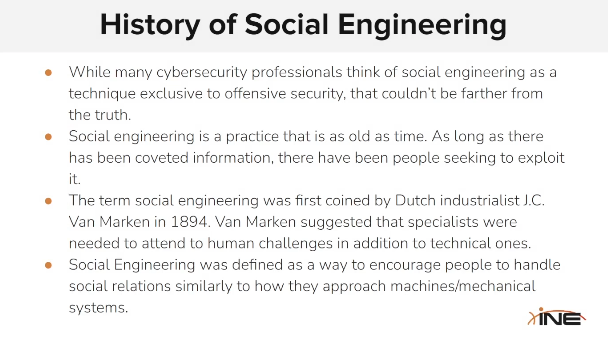 History of Social Engineering
• While many cybersecurity professionals think of social engineering as a
technique exclusive to offensive security, that couldn't be farther from
the truth.
• Social engineering is a practice that is as old as time. As long as there
has been coveted information, there have been people seeking to exploit
it.
• The term social engineering was first coined by Dutch industrialist J.C.
Van Marken in 1894. Van Marken suggested that specialists were
needed to attend to human challenges in addition to technical ones.
• Social Engineering was defined as a way to encourage people to handle
social relations similarly to how they approach machines/mechanical
systems.
INE